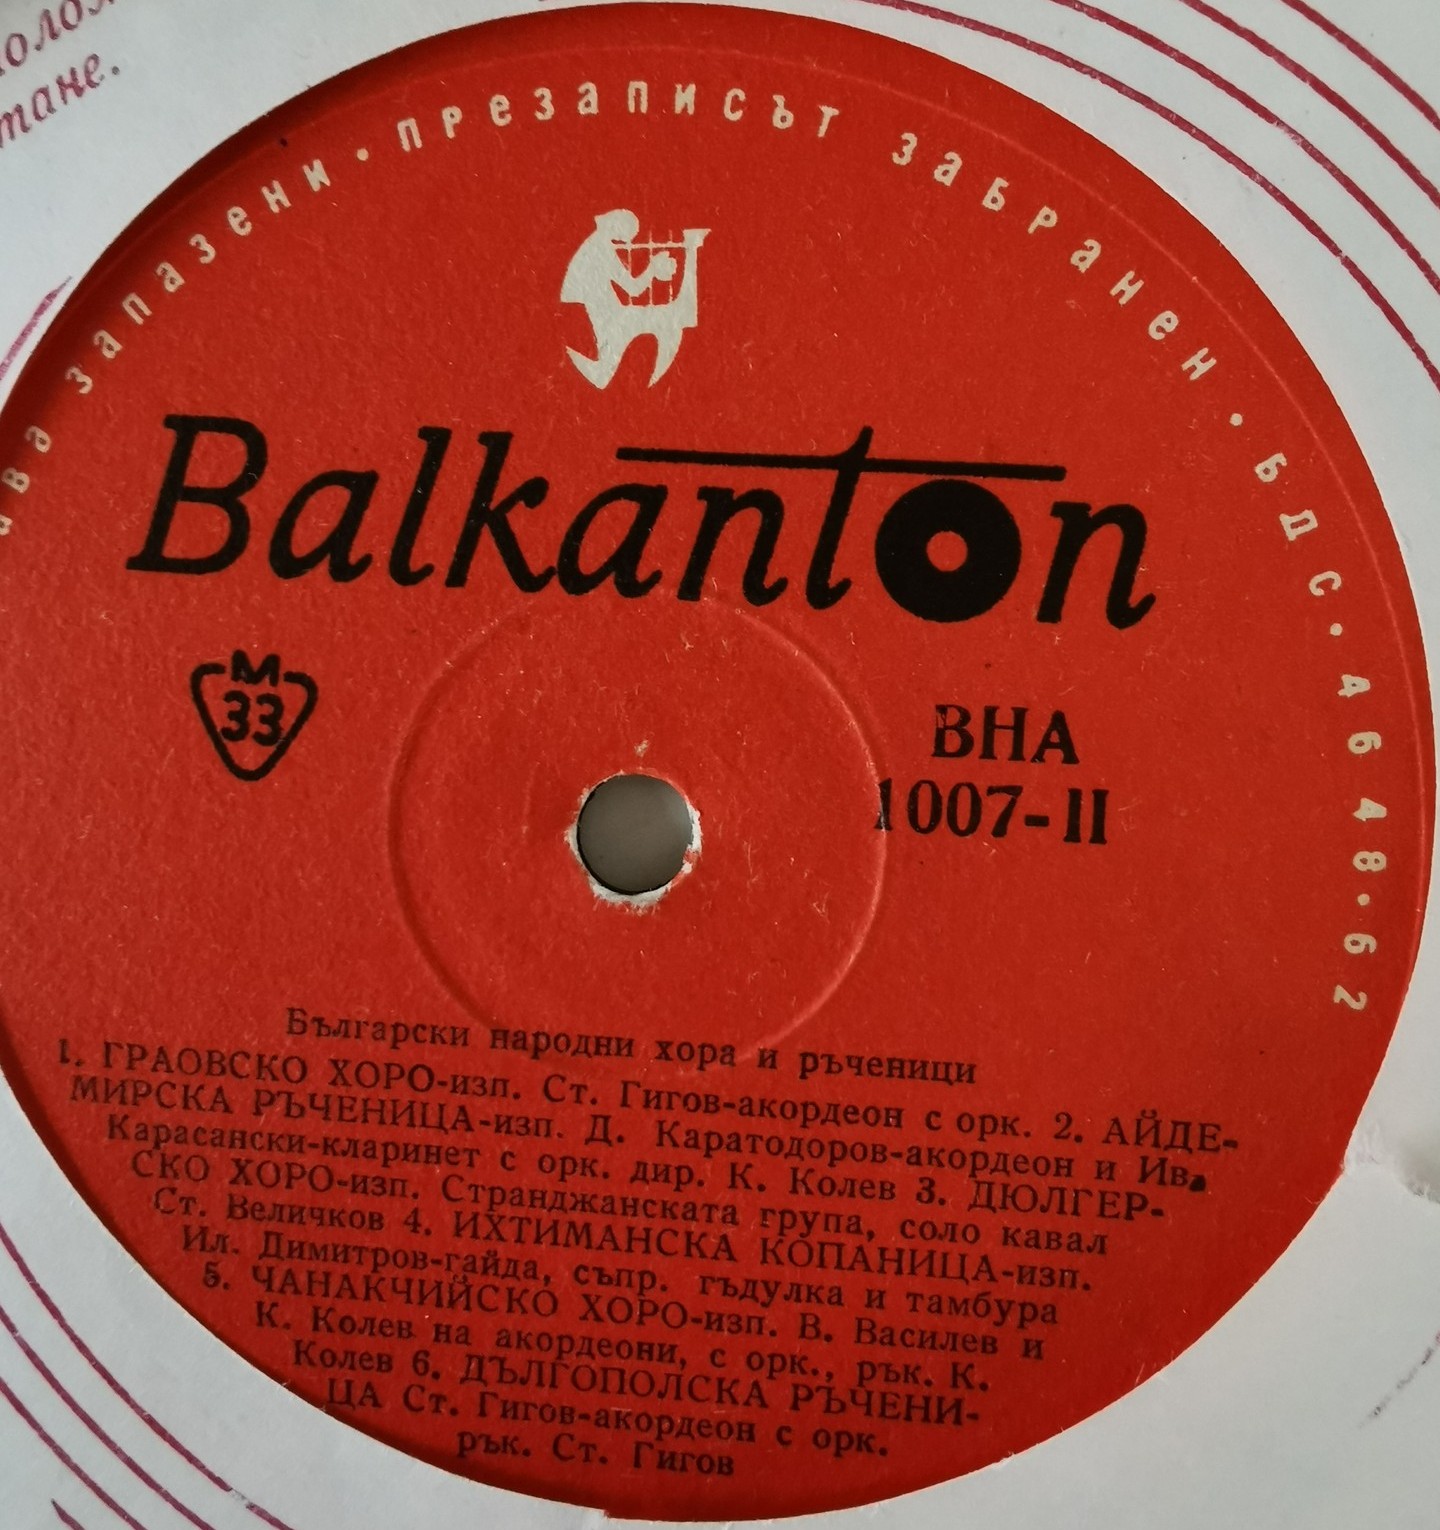 тане.
запазени · презаписът забранен · БДС · 4648 · 62
Balkanton
М
33
ВНА
1007-II
Български народни хора и ръченици
1. ГРАОВСКО ХОРО-изп. Ст. Гигов-акордеон с орк. 2. АЙДЕ-
МИРСКА РЪЧЕНИЦА-изп. Д. Каратодоров-акордеон и Ив.
Карасански-кларинет с орк. дир. К. Колев 3. ДЮЛГЕР-
СКО ХОРО-изп. Странджанската група, соло кавал
Ст. Величков 4. ИХТИМАНСКА КОПАНИЦА-изп.
Ил. Димитров-гайда, съпр. гъдулка и тамбура
5. ЧАНАКЧИЙСКО ХОРО-изп. В. Василев и
К. Колев на акордеони, с орк., рък. К.
Колев 6. ДЪЛГОПОЛСКА РЪЧЕНИ-
ЦА Ст. Гигов-акордеон с орк.
рък. Ст. Гигов